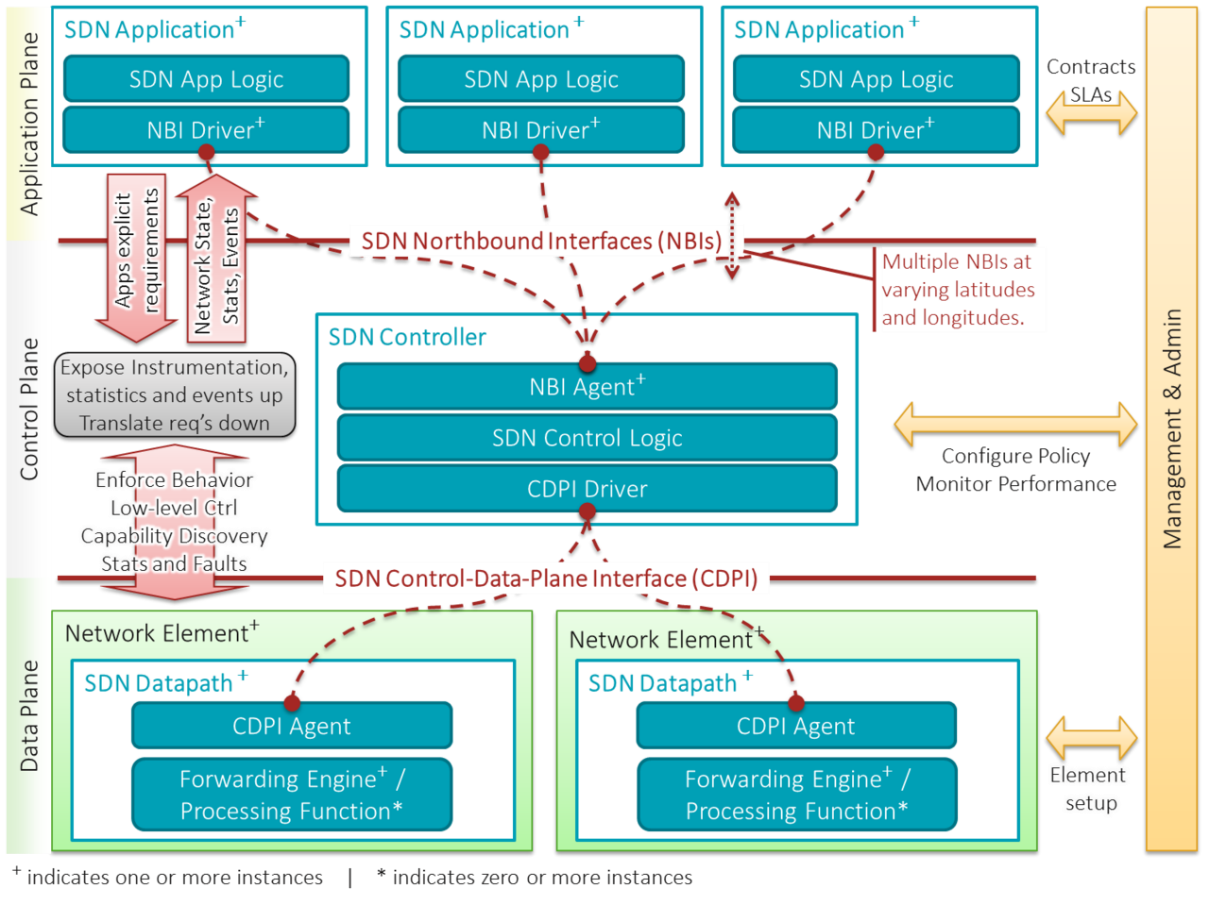 Application Plane
SDN Application+
SDN App Logic
NBI Driver+
SDN Application+
SDN App Logic
NBI Driver+
SDN Application+
SDN App Logic
NBI Driver+
Contracts
SLAs
Apps explicit
requirements
Network State,
Stats, Events
SDN Northbound Interfaces (NBIs)
Multiple NBIs at
varying latitudes
and longitudes.
Control Plane
Expose Instrumentation,
statistics and events up
Translate req's down
SDN Controller
NBI Agent+
SDN Control Logic
CDPI Driver
Configure Policy
Monitor Performance
Management & Admin
Enforce Behavior
Low-level Ctrl
Capability Discovery
Stats and Faults
SDN Control-Data-Plane Interface (CDPI)
Data Plane
Network Element+
SDN Datapath+
CDPI Agent
Forwarding Engine+ /
Processing Function*
Network Element+
SDN Datapath+
CDPI Agent
Forwarding Engine+ /
Processing Function*
Element
setup
+ indicates one or more instances | * indicates zero or more instances